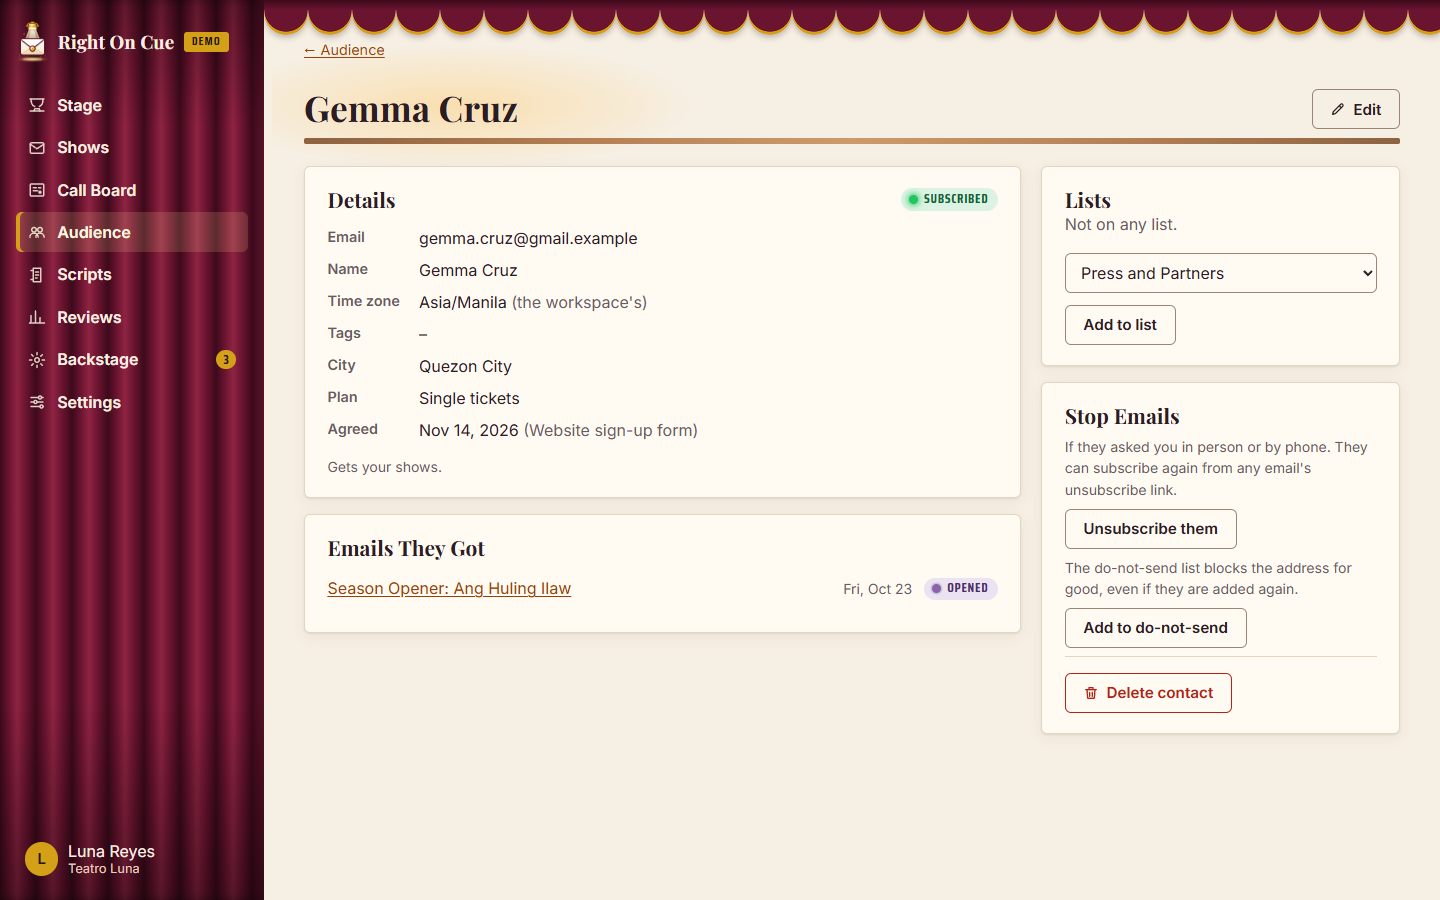 Right On Cue
DEMO
Stage
Shows
Call Board
Audience
Scripts
Reviews
Backstage
3
Settings
L
Luna Reyes
Teatro Luna
← Audience
Gemma Cruz
Edit
Details
SUBSCRIBED
Email
gemma.cruz@gmail.example
Name
Gemma Cruz
Time zone
Asia/Manila (the workspace's)
Tags
–
City
Quezon City
Plan
Single tickets
Agreed
Nov 14, 2026 (Website sign-up form)
Gets your shows.
Emails They Got
Season Opener: Ang Huling Ilaw
Fri, Oct 23
OPENED
Lists
Not on any list.
Press and Partners
Add to list
Stop Emails
If they asked you in person or by phone. They
can subscribe again from any email's
unsubscribe link.
Unsubscribe them
The do-not-send list blocks the address for
good, even if they are added again.
Add to do-not-send
Delete contact